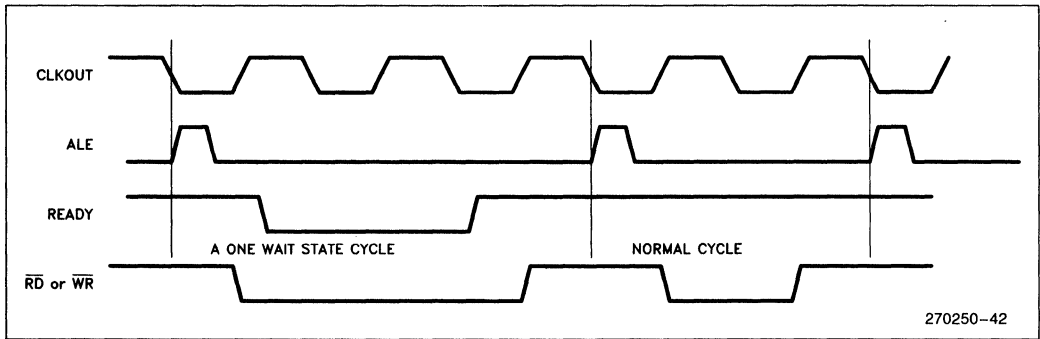 CLKOUT
ALE
READY
A ONE WAIT STATE CYCLE NORMAL CYCLE
RD or WR
270250-42